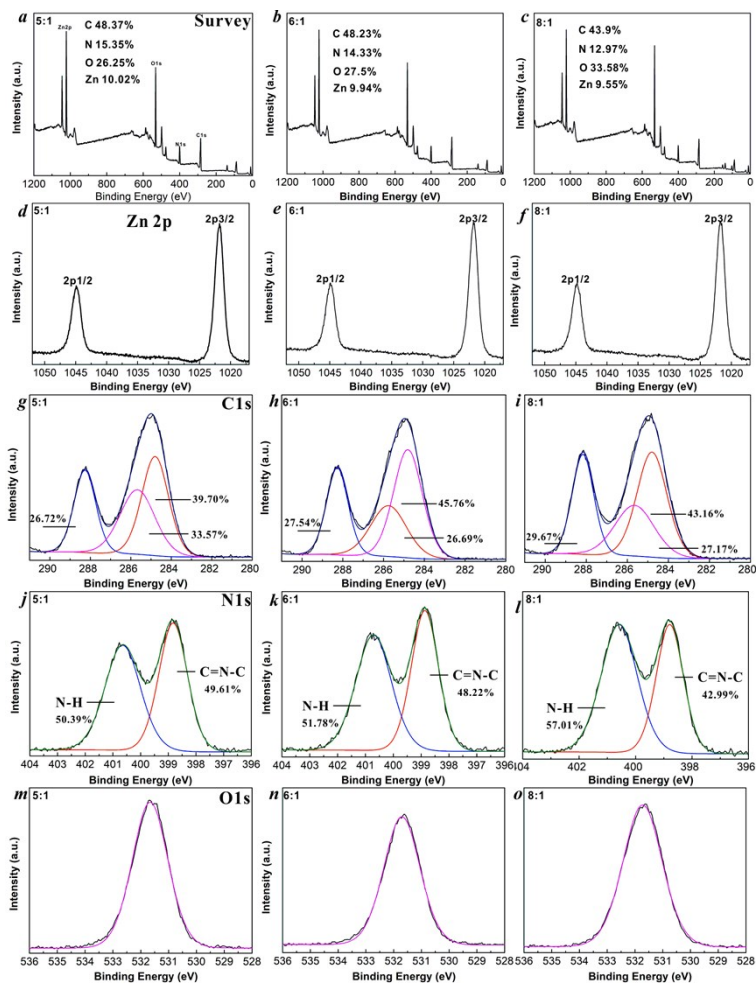 a 5:1 Survey
Zn2p
C 48.37%
N 15.35%
O 26.25%
Zn 10.02%
O1s
N1s
C1s
Intensity (a.u.)
1200 1000 800 600 400 200 0
Binding Energy (eV)
b 6:1
C 48.23%
N 14.33%
O 27.5%
Zn 9.94%
Intensity (a.u.)
1200 1000 800 600 400 200 0
Binding Energy (eV)
c 8:1
C 43.9%
N 12.97%
O 33.58%
Zn 9.55%
Intensity (a.u.)
1200 1000 800 600 400 200 0
Binding Energy (eV)
d 5:1
Zn 2p
2p3/2
2p1/2
Intensity (a.u.)
1050 1045 1040 1035 1030 1025 1020
Binding Energy (eV)
e 6:1
2p3/2
2p1/2
Intensity (a.u.)
1050 1045 1040 1035 1030 1025 1020
Binding Energy (eV)
f 8:1
2p3/2
2p1/2
Intensity (a.u.)
1050 1045 1040 1035 1030 1025 1020
Binding Energy (eV)
g 5:1 C1s
39.70%
26.72%
33.57%
Intensity (a.u.)
290 288 286 284 282 280
Binding Energy (eV)
h 6:1
45.76%
27.54%
26.69%
Intensity (a.u.)
290 288 286 284 282 280
Binding Energy (eV)
i 8:1
43.16%
29.67%
27.17%
Intensity (a.u.)
290 288 286 284 282 280
Binding Energy (eV)
j 5:1 N1s
C=N-C
49.61%
N-H
50.39%
Intensity (a.u.)
404 403 402 401 400 399 398 397 396
Binding Energy (eV)
k 6:1
C=N-C
48.22%
N-H
51.78%
Intensity (a.u.)
404 403 402 401 400 399 398 397 396
Binding Energy (eV)
l 8:1
C=N-C
42.99%
N-H
57.01%
Intensity (a.u.)
404 402 400 398 396
Binding Energy (eV)
m 5:1 O1s
Intensity (a.u.)
536 535 534 533 532 531 530 529 528
Binding Energy (eV)
n 6:1
Intensity (a.u.)
536 535 534 533 532 531 530 529 528
Binding Energy (eV)
o 8:1
Intensity (a.u.)
536 535 534 533 532 531 530 529 528
Binding Energy (eV)